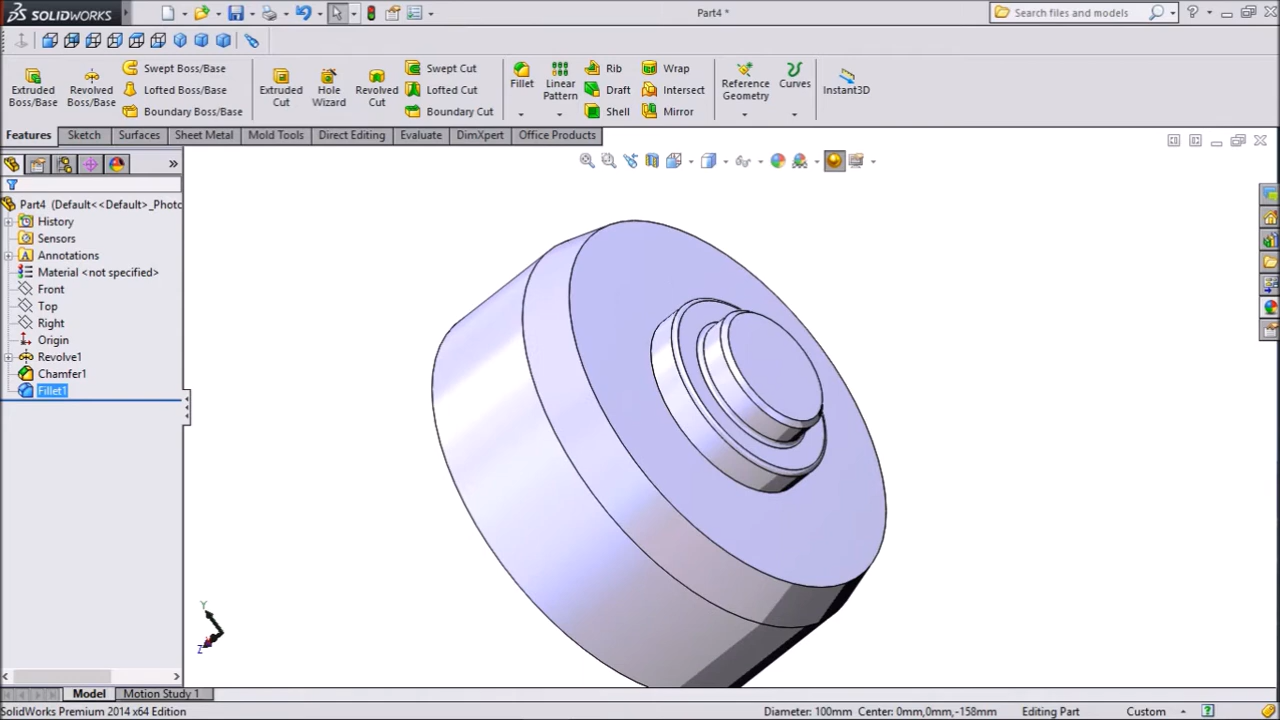 SOLIDWORKS
Part4 *
Search files and models
Extruded Boss/Base
Revolved Boss/Base
Swept Boss/Base
Lofted Boss/Base
Boundary Boss/Base
Extruded Cut
Hole Wizard
Revolved Cut
Swept Cut
Lofted Cut
Boundary Cut
Fillet
Linear Pattern
Rib
Draft
Shell
Wrap
Intersect
Mirror
Reference Geometry
Curves
Instant3D
Features
Sketch
Surfaces
Sheet Metal
Mold Tools
Direct Editing
Evaluate
DimXpert
Office Products
Part4 (Default<<Default>_Photo
History
Sensors
Annotations
Material <not specified>
Front
Top
Right
Origin
Revolve1
Chamfer1
Fillet1
Y
Z
Model
Motion Study 1
SolidWorks Premium 2014 x64 Edition
Diameter: 100mm Center: 0mm,0mm,-158mm
Editing Part
Custom